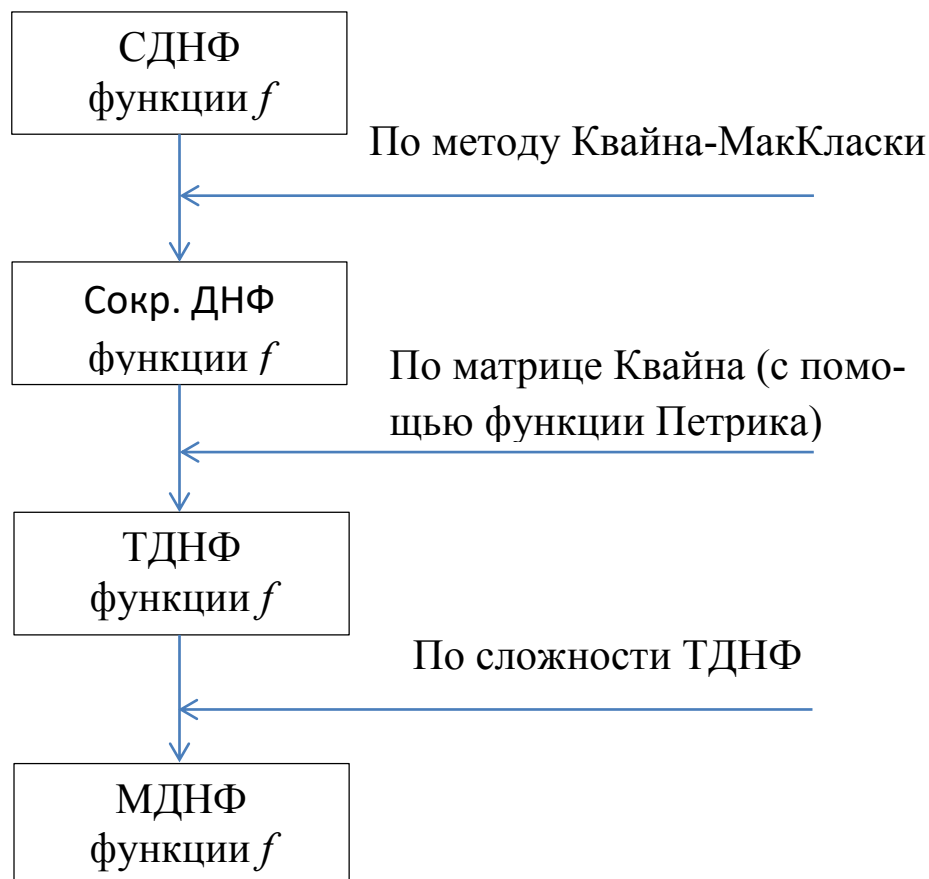 СДНФ
функции f
По методу Квайна-МакКласки
Сокр. ДНФ
функции f
По матрице Квайна (с помо-
щью функции Петрика)
ТДНФ
функции f
По сложности ТДНФ
МДНФ
функции f